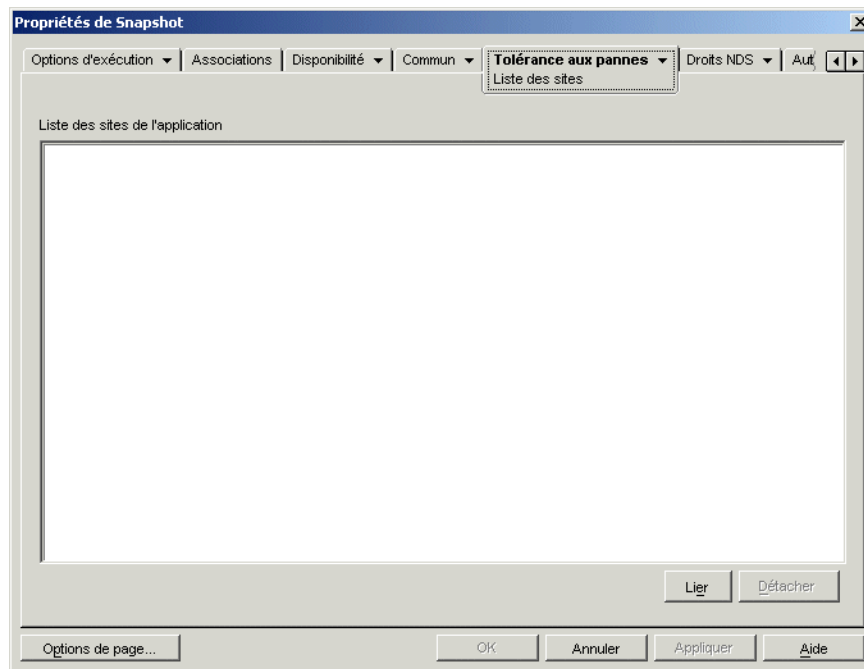 Propriétés de Snapshot
Options d'exécution Associations Disponibilité Commun Tolérance aux pannes Droits NDS Aut
Liste des sites
Liste des sites de l'application
Lier Détacher
Options de page... OK Annuler Appliquer Aide